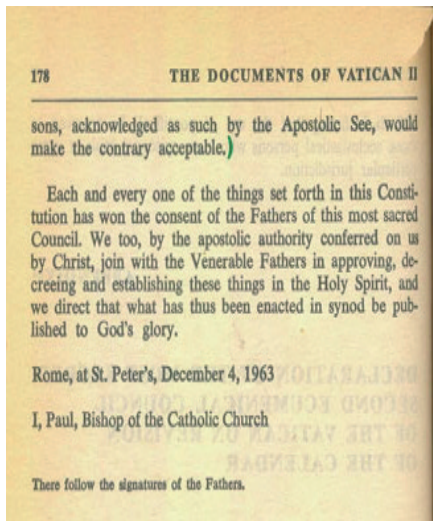 178 THE DOCUMENTS OF VATICAN II
sons, acknowledged as such by the Apostolic See, would
make the contrary acceptable.)
Each and every one of the things set forth in this Consti-
tution has won the consent of the Fathers of this most sacred
Council. We too, by the apostolic authority conferred on us
by Christ, join with the Venerable Fathers in approving, de-
creeing and establishing these things in the Holy Spirit, and
we direct that what has thus been enacted in synod be pub-
lished to God's glory.
Rome, at St. Peter's, December 4, 1963
I, Paul, Bishop of the Catholic Church
There follow the signatures of the Fathers.